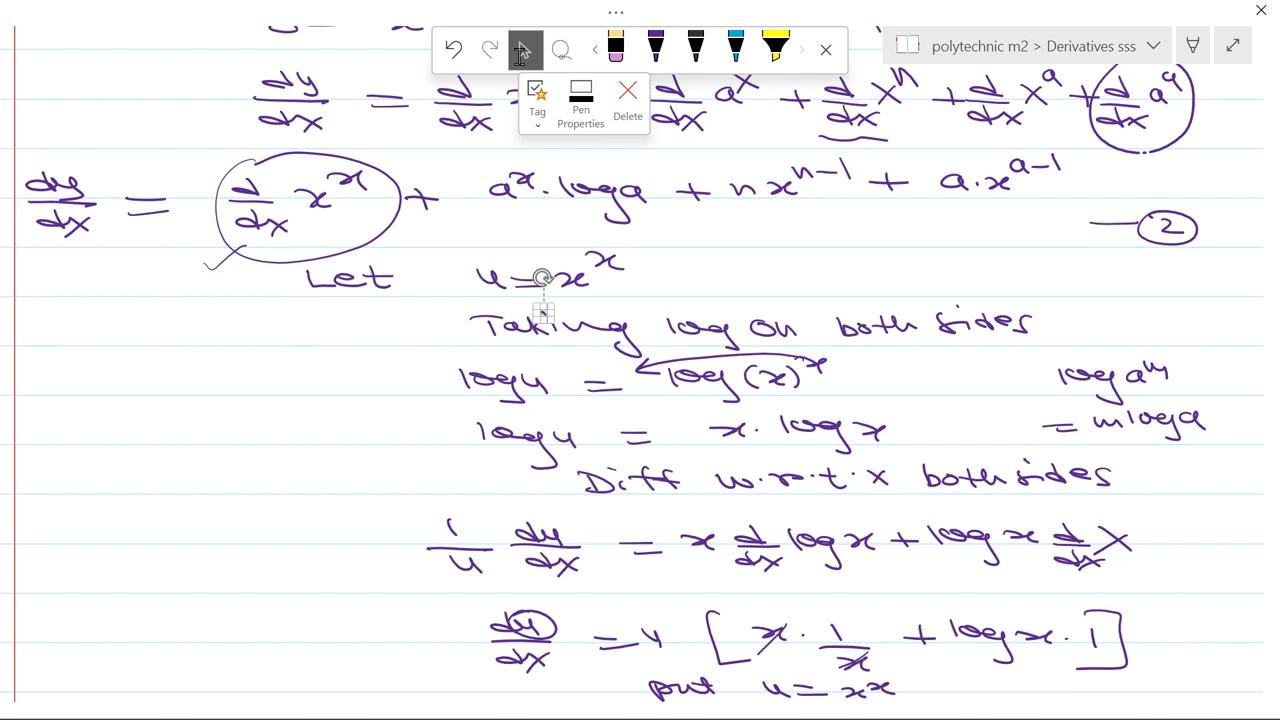 polytechnic m2 > Derivatives sss
Tag
Pen Properties
Delete
dy/dx = d/dx d/dx a^x + d/dx x^n + d/dx x^a + d/dx a^a
dy/dx = d/dx x^x + a^x . log a + n x^(n-1) + a . x^(a-1)
— 2
Let u = x^x
Taking log on both sides
log u = log (x)^x log a^m
log u = x . log x = m log a
Diff w.r.t. x both sides
1/u du/dx = x d/dx log x + log x d/dx x
du/dx = u [ x . 1/x + log x . 1 ]
put u = x^x